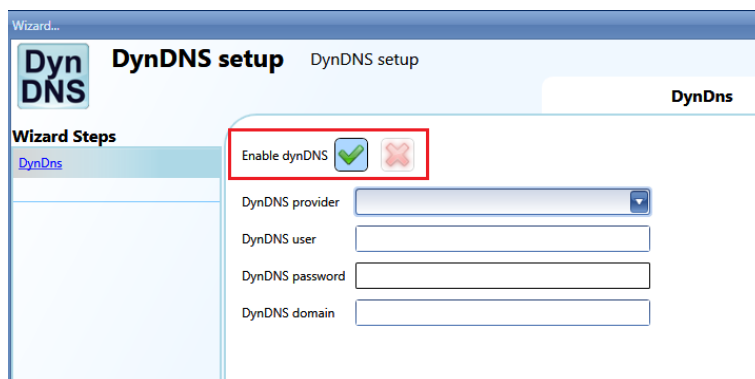 Wizard...
Dyn
DNS
DynDNS setup DynDNS setup
DynDns
Wizard Steps
DynDns
Enable dynDNS
DynDNS provider
DynDNS user
DynDNS password
DynDNS domain